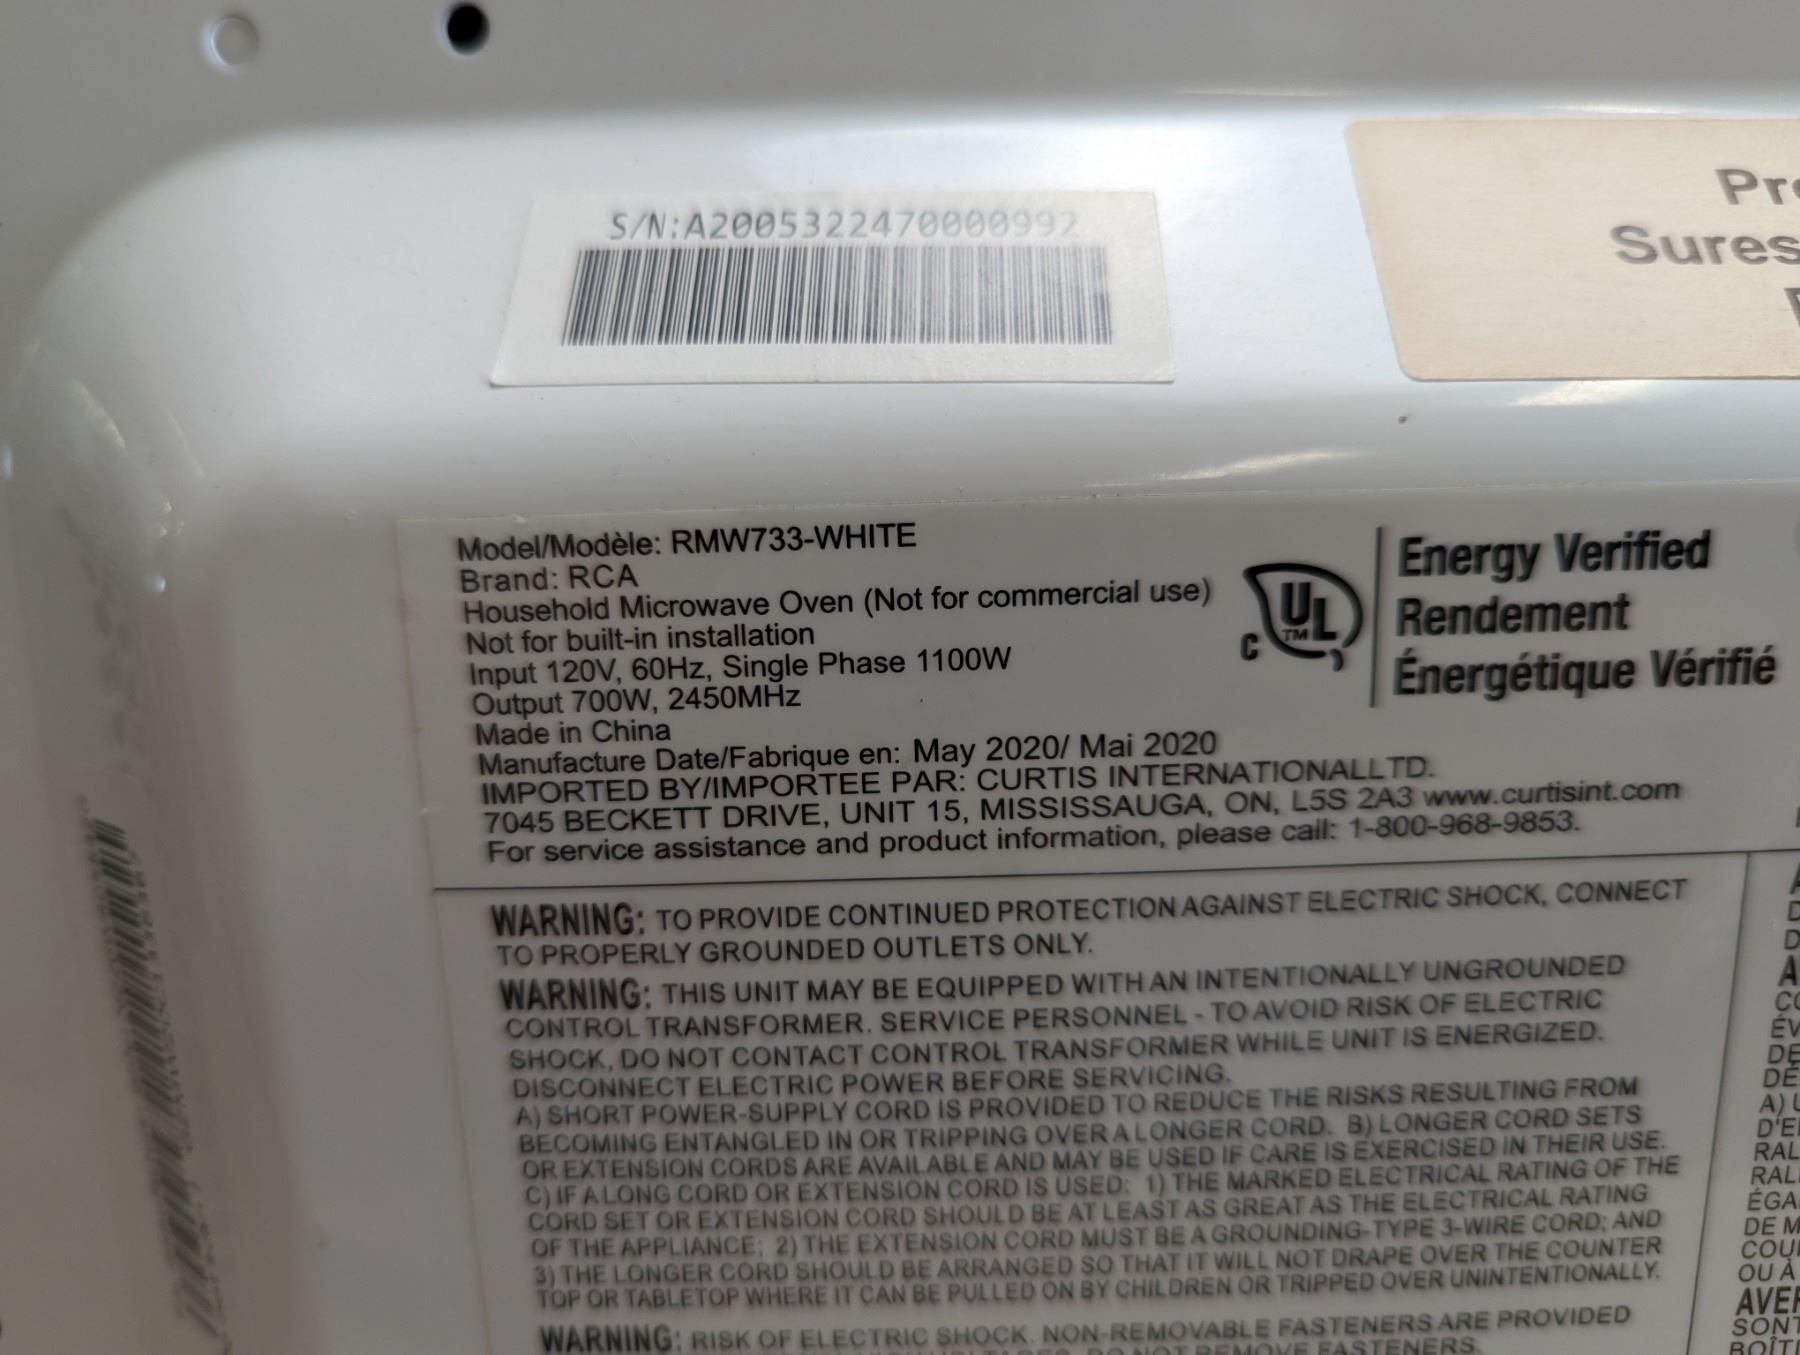 S/N:A2005322470000992
Sures
Model/Modèle: RMW733-WHITE
Brand: RCA
Household Microwave Oven (Not for commercial use)
Not for built-in installation
Input 120V, 60Hz, Single Phase 1100W
Output 700W, 2450MHz
Made in China
Manufacture Date/Fabrique en: May 2020/ Mai 2020
IMPORTED BY/IMPORTEE PAR: CURTIS INTERNATIONALLTD.
7045 BECKETT DRIVE, UNIT 15, MISSISSAUGA, ON, L5S 2A3 www.curtisint.com
For service assistance and product information, please call: 1-800-968-9853.
C UL TM
Energy Verified
Rendement
Énergétique Vérifié
WARNING: TO PROVIDE CONTINUED PROTECTION AGAINST ELECTRIC SHOCK, CONNECT
TO PROPERLY GROUNDED OUTLETS ONLY.
WARNING: THIS UNIT MAY BE EQUIPPED WITH AN INTENTIONALLY UNGROUNDED
CONTROL TRANSFORMER. SERVICE PERSONNEL - TO AVOID RISK OF ELECTRIC
SHOCK, DO NOT CONTACT CONTROL TRANSFORMER WHILE UNIT IS ENERGIZED.
DISCONNECT ELECTRIC POWER BEFORE SERVICING.
A) SHORT POWER-SUPPLY CORD IS PROVIDED TO REDUCE THE RISKS RESULTING FROM
BECOMING ENTANGLED IN OR TRIPPING OVER A LONGER CORD. B) LONGER CORD SETS
OR EXTENSION CORDS ARE AVAILABLE AND MAY BE USED IF CARE IS EXERCISED IN THEIR USE.
C) IF A LONG CORD OR EXTENSION CORD IS USED: 1) THE MARKED ELECTRICAL RATING OF THE
CORD SET OR EXTENSION CORD SHOULD BE AT LEAST AS GREAT AS THE ELECTRICAL RATING
OF THE APPLIANCE; 2) THE EXTENSION CORD MUST BE A GROUNDING-TYPE 3-WIRE CORD; AND
3) THE LONGER CORD SHOULD BE ARRANGED SO THAT IT WILL NOT DRAPE OVER THE COUNTER
TOP OR TABLETOP WHERE IT CAN BE PULLED ON BY CHILDREN OR TRIPPED OVER UNINTENTIONALLY.
WARNING: RISK OF ELECTRIC SHOCK. NON-REMOVABLE FASTENERS ARE PROVIDED
DO NOT REMOVE FASTENERS.